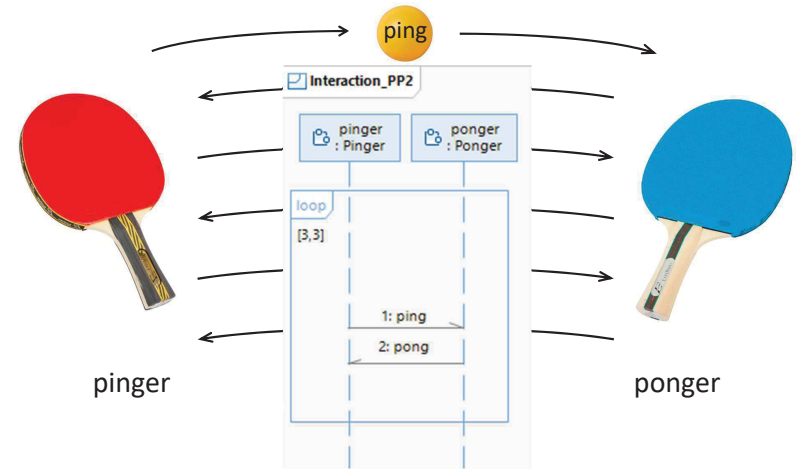 ping
Interaction_PP2
pinger
: Pinger
ponger
: Ponger
loop
[3,3]
1: ping
2: pong
pinger
ponger